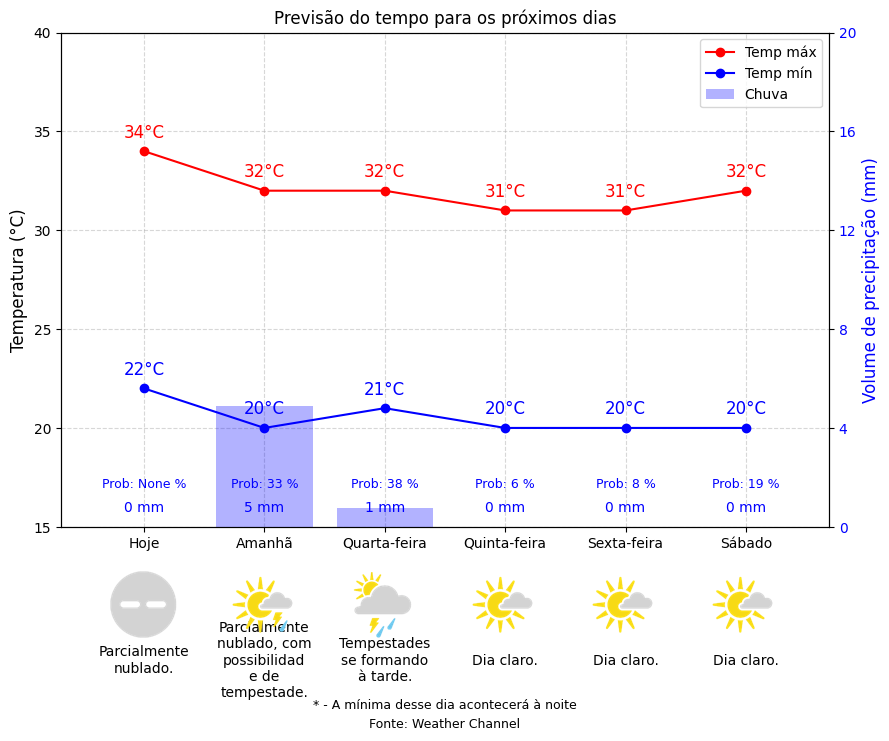 Previsão do tempo para os próximos dias
40
35
30
25
20
15
Temperatura (°C)
20
16
12
8
4
0
Volume de precipitação (mm)
Temp máx
Temp mín
Chuva
34°C
32°C
32°C
31°C
31°C
32°C
22°C
20°C
21°C
20°C
20°C
20°C
Prob: None %
Prob: 33 %
Prob: 38 %
Prob: 6 %
Prob: 8 %
Prob: 19 %
0 mm
5 mm
1 mm
0 mm
0 mm
0 mm
Hoje
Amanhã
Quarta-feira
Quinta-feira
Sexta-feira
Sábado
Parcialmente
nublado.
Parcialmente
nublado, com
possibilidad
e de
tempestade.
Tempestades
se formando
à tarde.
Dia claro.
Dia claro.
Dia claro.
* - A mínima desse dia acontecerá à noite
Fonte: Weather Channel